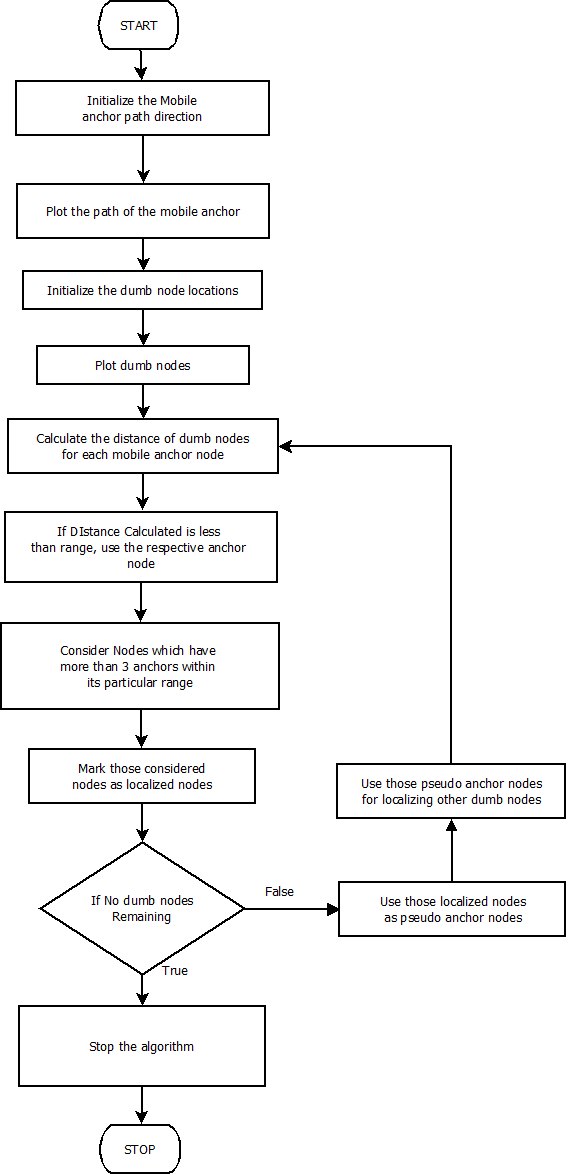 START
Initialize the Mobile
anchor path direction
Plot the path of the mobile anchor
Initialize the dumb node locations
Plot dumb nodes
Calculate the distance of dumb nodes
for each mobile anchor node
If DIstance Calculated is less
than range, use the respective anchor
node
Consider Nodes which have
more than 3 anchors within
its particular range
Mark those considered
nodes as localized nodes
Use those pseudo anchor nodes
for localizing other dumb nodes
If No dumb nodes
Remaining
False
Use those localized nodes
as pseudo anchor nodes
True
Stop the algorithm
STOP